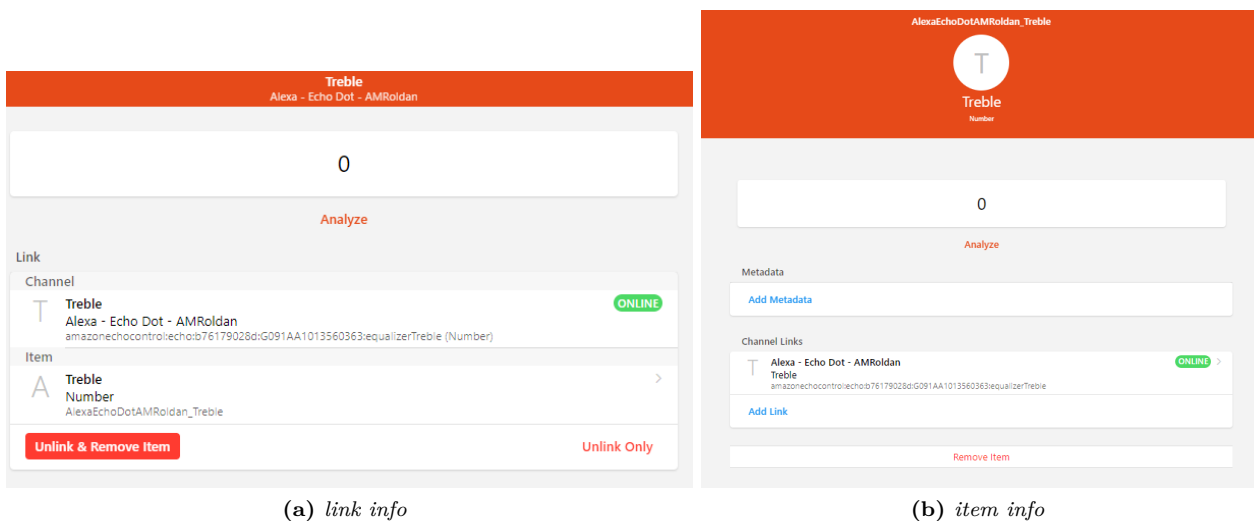 Treble
Alexa - Echo Dot - AMRoldan
0
Analyze
Link
Channel
T
Treble
ONLINE
Alexa - Echo Dot - AMRoldan
amazonechocontrol:echo:b76179028d:G091AA1013560363:equalizerTreble (Number)
Item
A
Treble
Number
AlexaEchoDotAMRoldan_Treble
Unlink & Remove Item
Unlink Only
(a) link info
AlexaEchoDotAMRoldan_Treble
T
Treble
Number
0
Analyze
Metadata
Add Metadata
Channel Links
T
Alexa - Echo Dot - AMRoldan
ONLINE
Treble
amazonechocontrol:echo:b76179028d:G091AA1013560363:equalizerTreble
Add Link
Remove Item
(b) item info